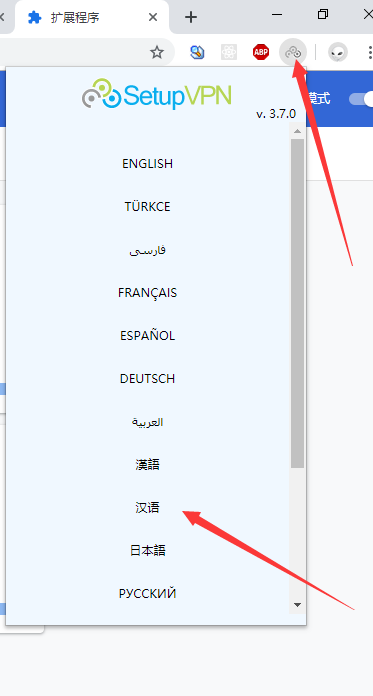 扩展程序
ABP
模式
SetupVPN
v. 3.7.0
ENGLISH
TÜRKCE
فارسی
FRANÇAIS
ESPAÑOL
DEUTSCH
العربية
漢語
汉语
日本語
РУССКИЙ